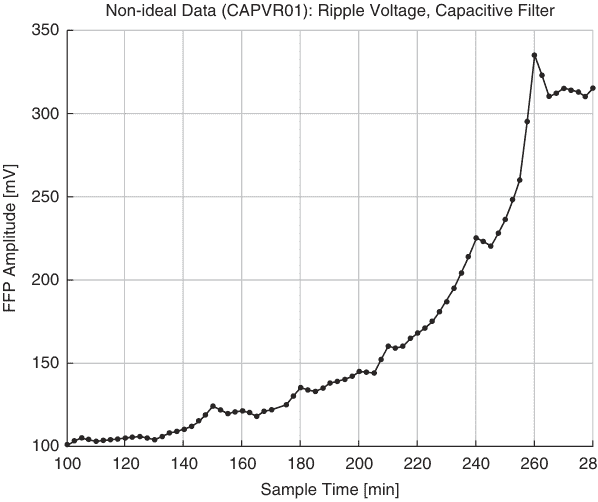 Non-ideal Data (CAPVR01): Ripple Voltage, Capacitive Filter
350
300
250
200
150
100
FFP Amplitude [mV]
100 120 140 160 180 200 220 240 260 28
Sample Time [min]